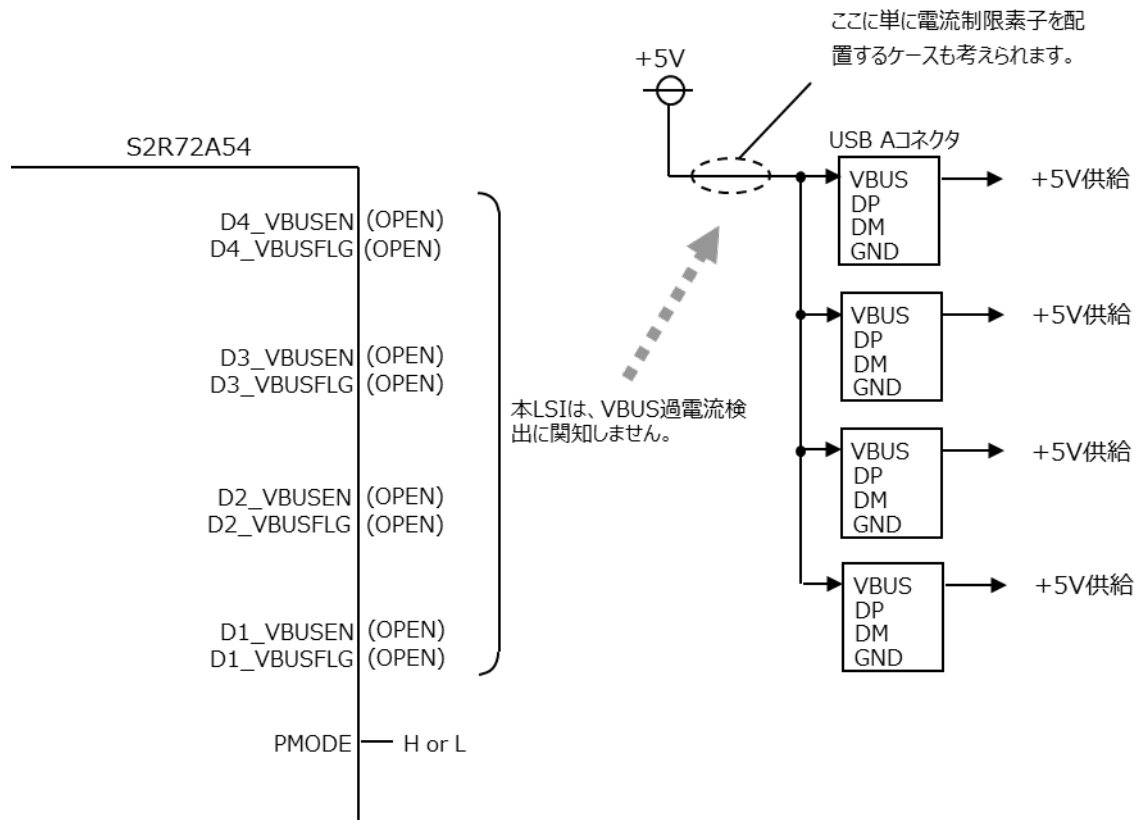 ここに単に電流制限素子を配
置するケースも考えられます。
+5V
S2R72A54
USB Aコネクタ
D4_VBUSEN (OPEN)
D4_VBUSFLG (OPEN)
D3_VBUSEN (OPEN)
D3_VBUSFLG (OPEN)
D2_VBUSEN (OPEN)
D2_VBUSFLG (OPEN)
D1_VBUSEN (OPEN)
D1_VBUSFLG (OPEN)
PMODE H or L
本LSIは、VBUS過電流検
出に関知しません。
VBUS
DP
DM
GND
+5V供給
VBUS
DP
DM
GND
+5V供給
VBUS
DP
DM
GND
+5V供給
VBUS
DP
DM
GND
+5V供給